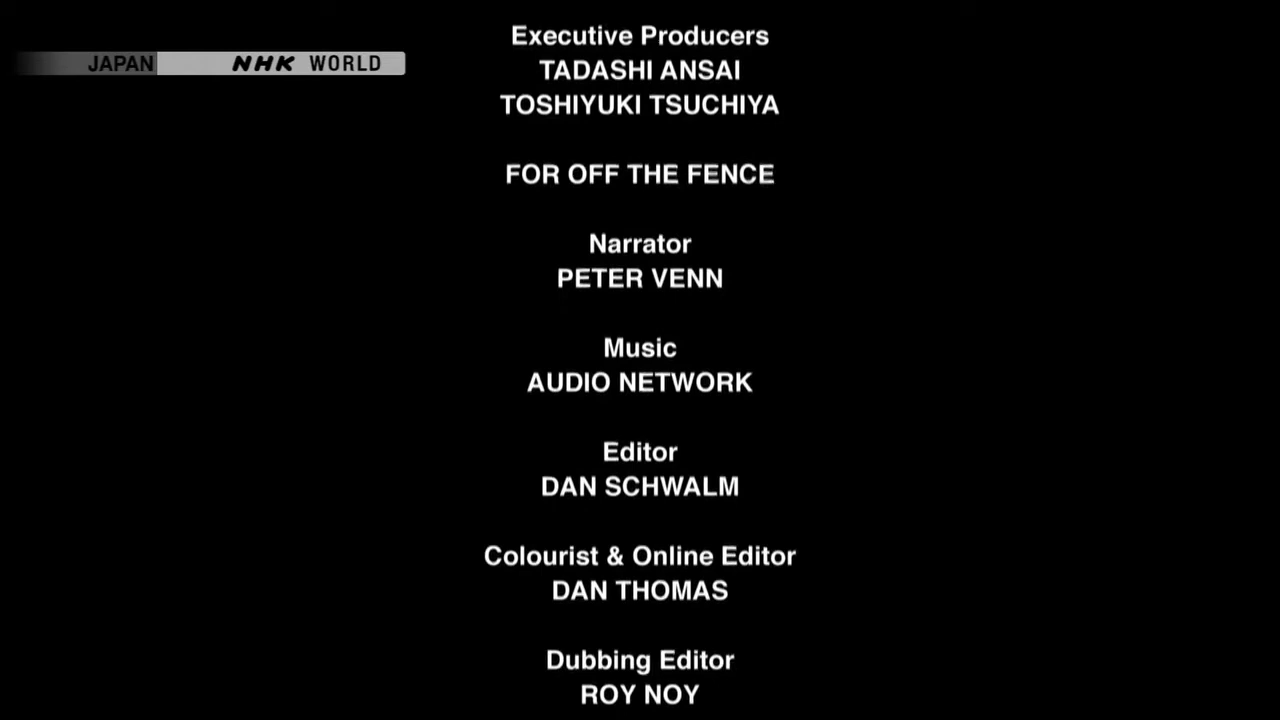 Executive Producers
JAPAN NHK WORLD
TADASHI ANSAI
TOSHIYUKI TSUCHIYA
FOR OFF THE FENCE
Narrator
PETER VENN
Music
AUDIO NETWORK
Editor
DAN SCHWALM
Colourist & Online Editor
DAN THOMAS
Dubbing Editor
ROY NOY